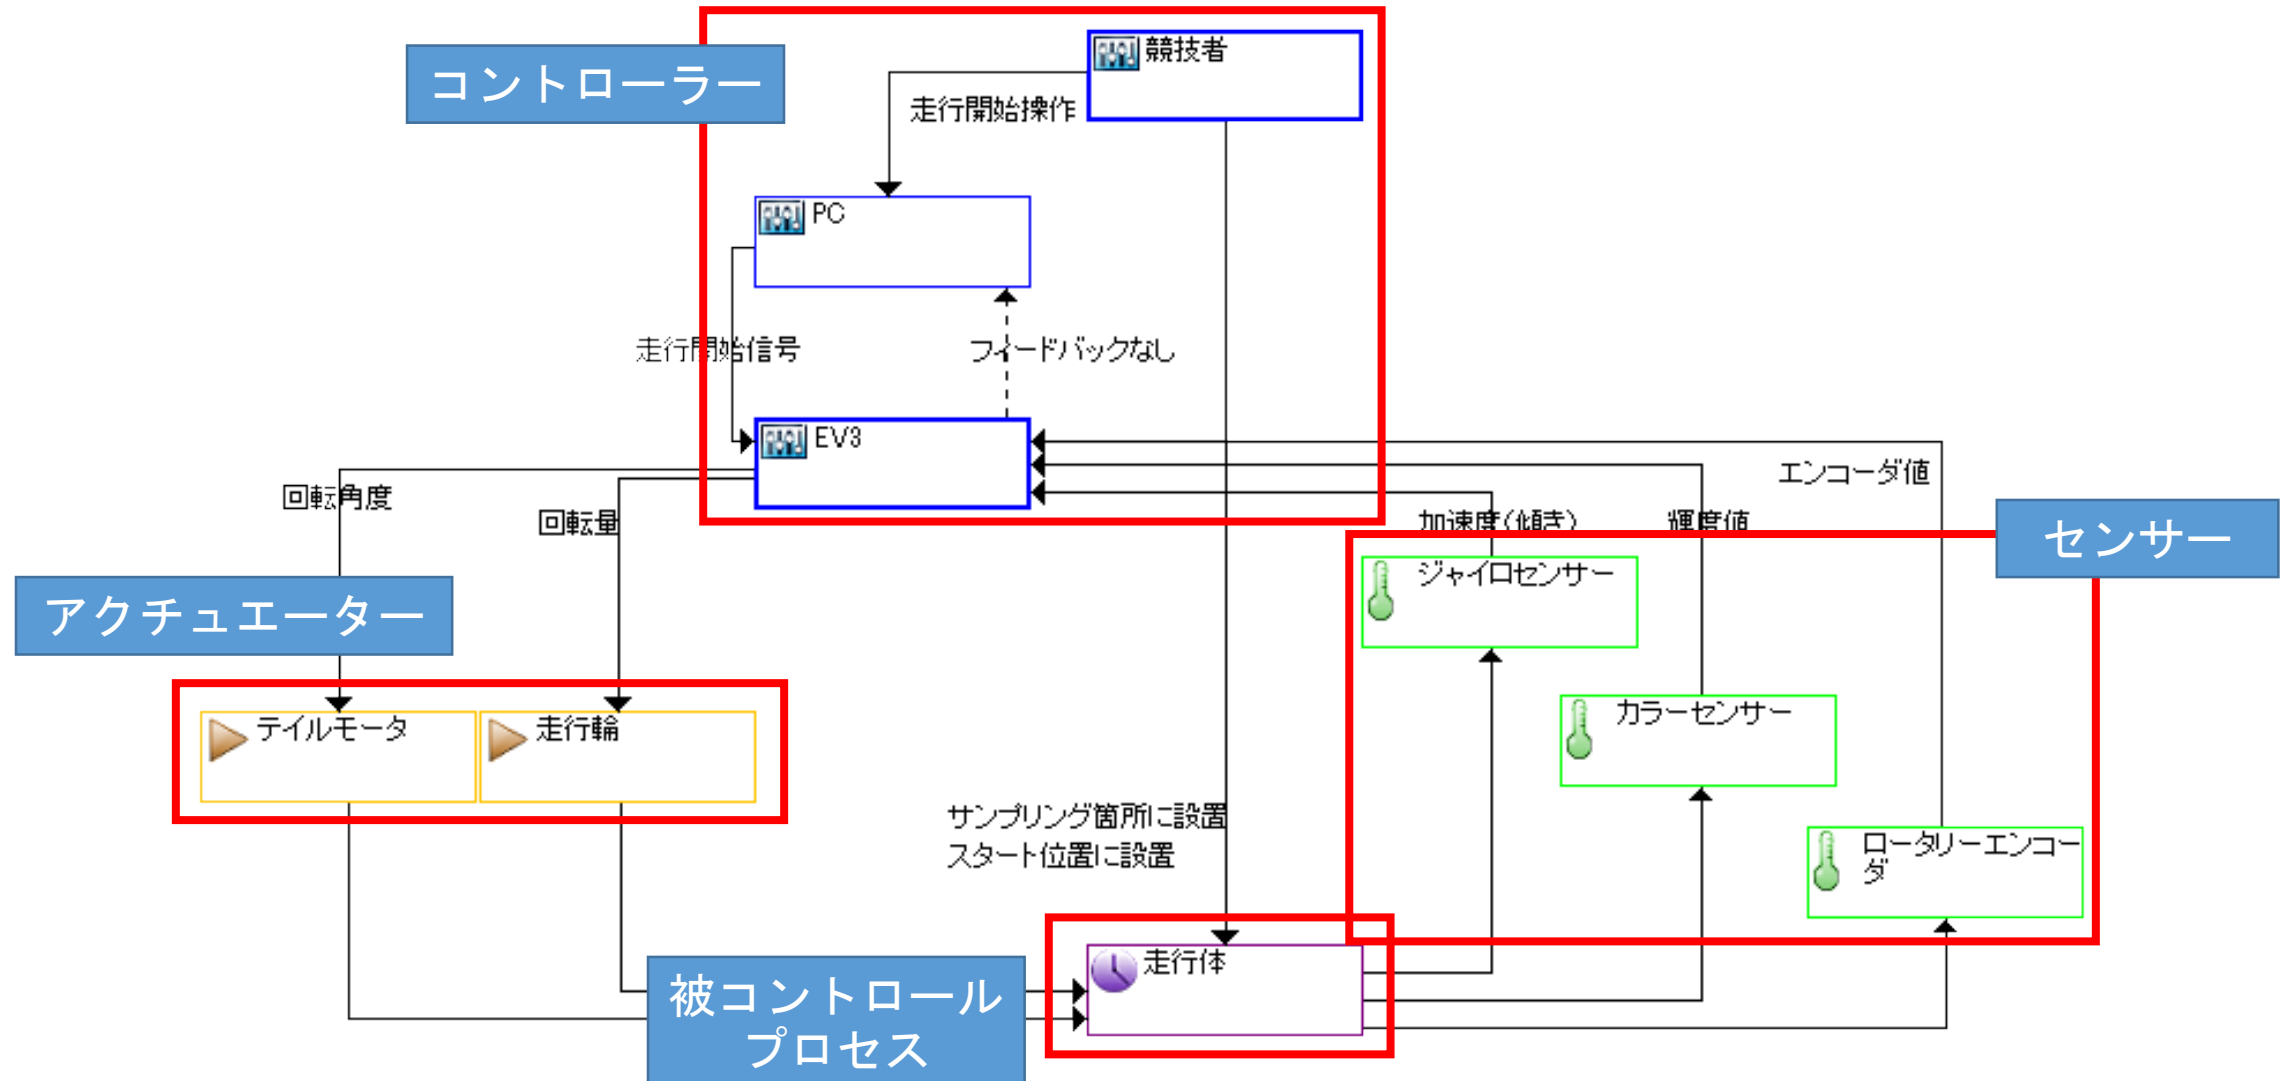 コントローラー
競技者
走行開始操作
PC
走行開始信号
フィードバックなし
EV3
回転角度
回転量
エンコーダ値
加速度(傾き)
輝度値
センサー
ジャイロセンサー
アクチュエーター
テイルモータ
走行輪
カラーセンサー
サンプリング箇所に設置
スタート位置に設置
ロータリーエンコー
ダ
走行体
被コントロール
プロセス